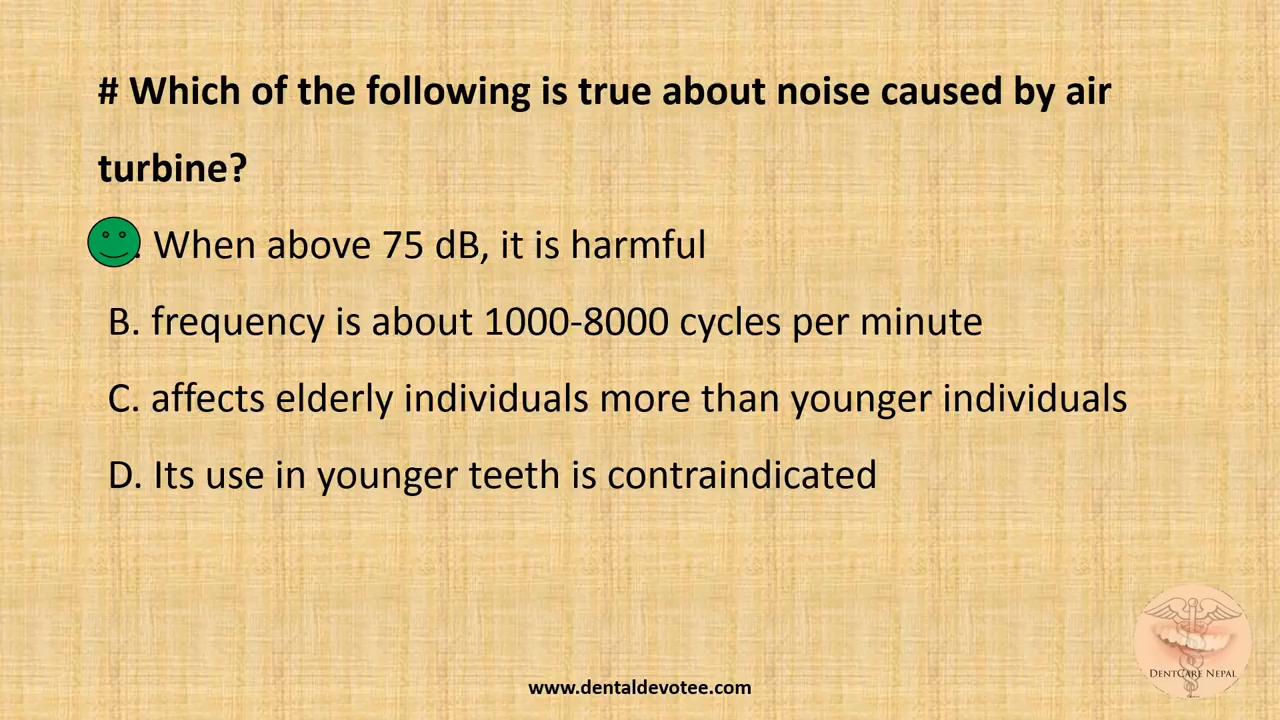 # Which of the following is true about noise caused by air
turbine?
. When above 75 dB, it is harmful
B. frequency is about 1000-8000 cycles per minute
C. affects elderly individuals more than younger individuals
D. Its use in younger teeth is contraindicated
DENTCARE NEPAL
www.dentaldevotee.com